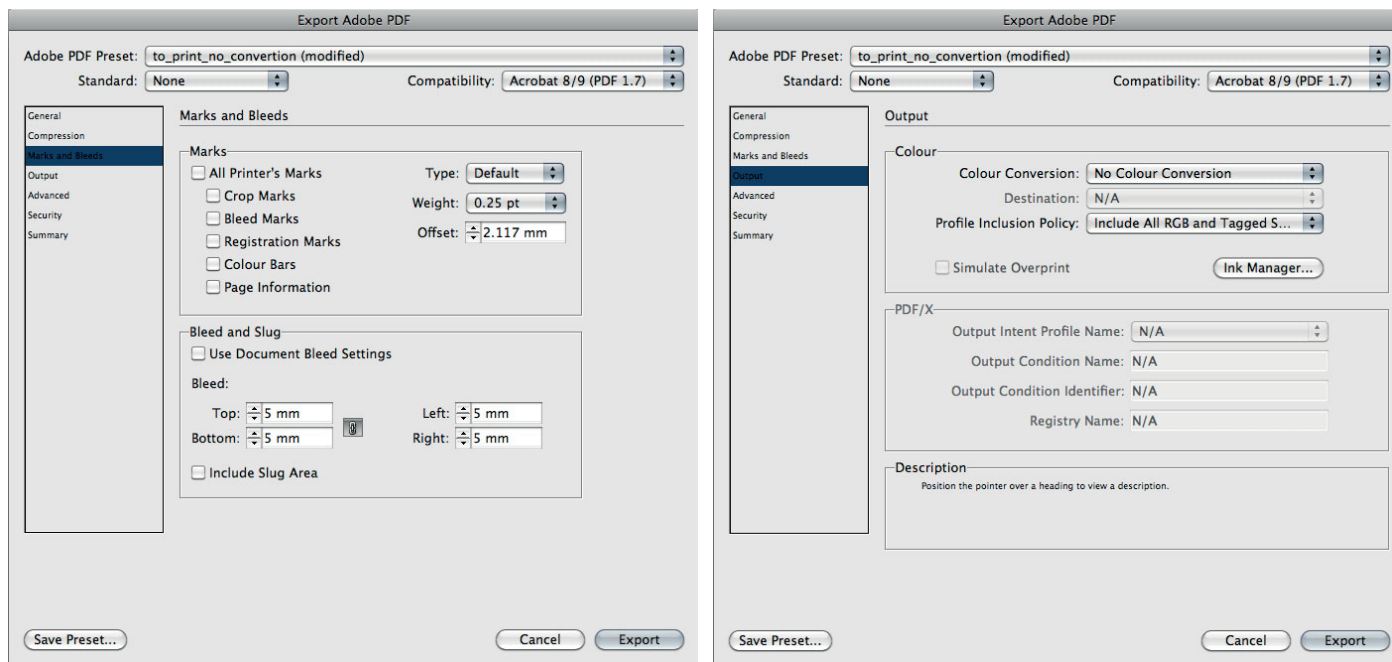 Export Adobe PDF
Adobe PDF Preset: to_print_no_convertion (modified)
Standard: None Compatibility: Acrobat 8/9 (PDF 1.7)
General
Compression
Marks and Bleeds
Output
Advanced
Security
Summary
Marks and Bleeds
Marks
All Printer's Marks
Crop Marks
Bleed Marks
Registration Marks
Colour Bars
Page Information
Type: Default
Weight: 0.25 pt
Offset: 2.117 mm
Bleed and Slug
Use Document Bleed Settings
Bleed:
Top: 5 mm Left: 5 mm
Bottom: 5 mm Right: 5 mm
Include Slug Area
Save Preset... Cancel Export
Export Adobe PDF
Adobe PDF Preset: to_print_no_convertion (modified)
Standard: None Compatibility: Acrobat 8/9 (PDF 1.7)
General
Compression
Marks and Bleeds
Output
Advanced
Security
Summary
Output
Colour
Colour Conversion: No Colour Conversion
Destination: N/A
Profile Inclusion Policy: Include All RGB and Tagged S...
Simulate Overprint Ink Manager...
PDF/X
Output Intent Profile Name: N/A
Output Condition Name: N/A
Output Condition Identifier: N/A
Registry Name: N/A
Description
Position the pointer over a heading to view a description.
Save Preset... Cancel Export